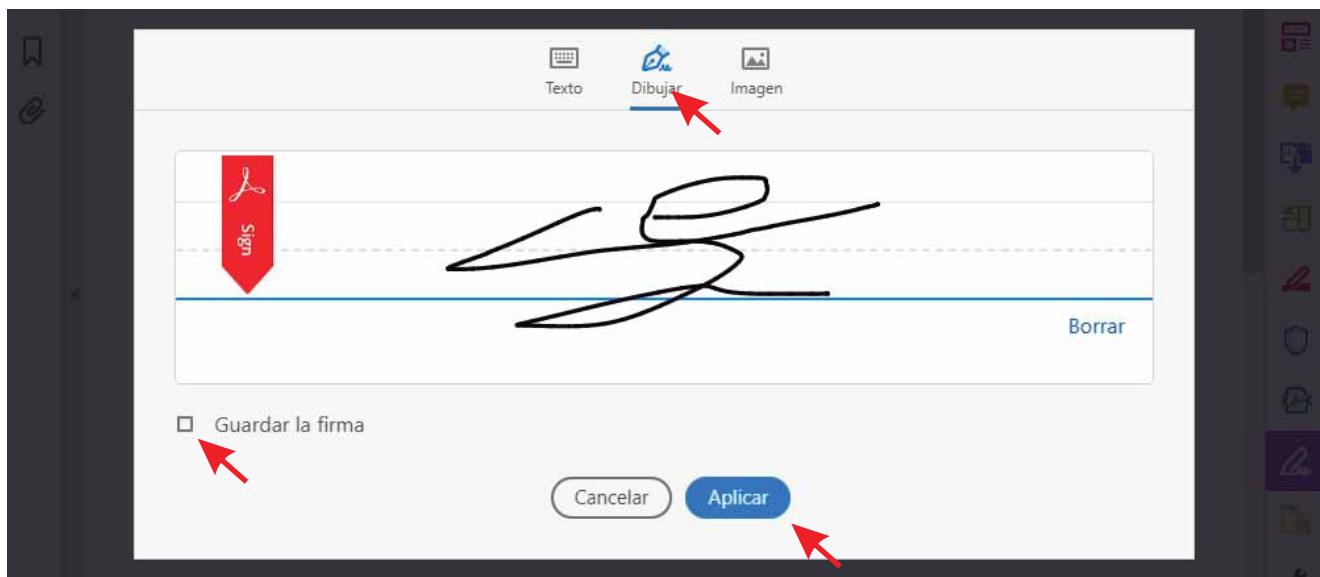 Texto Dibujar Imagen
Sign
Borrar
Guardar la firma
Cancelar Aplicar